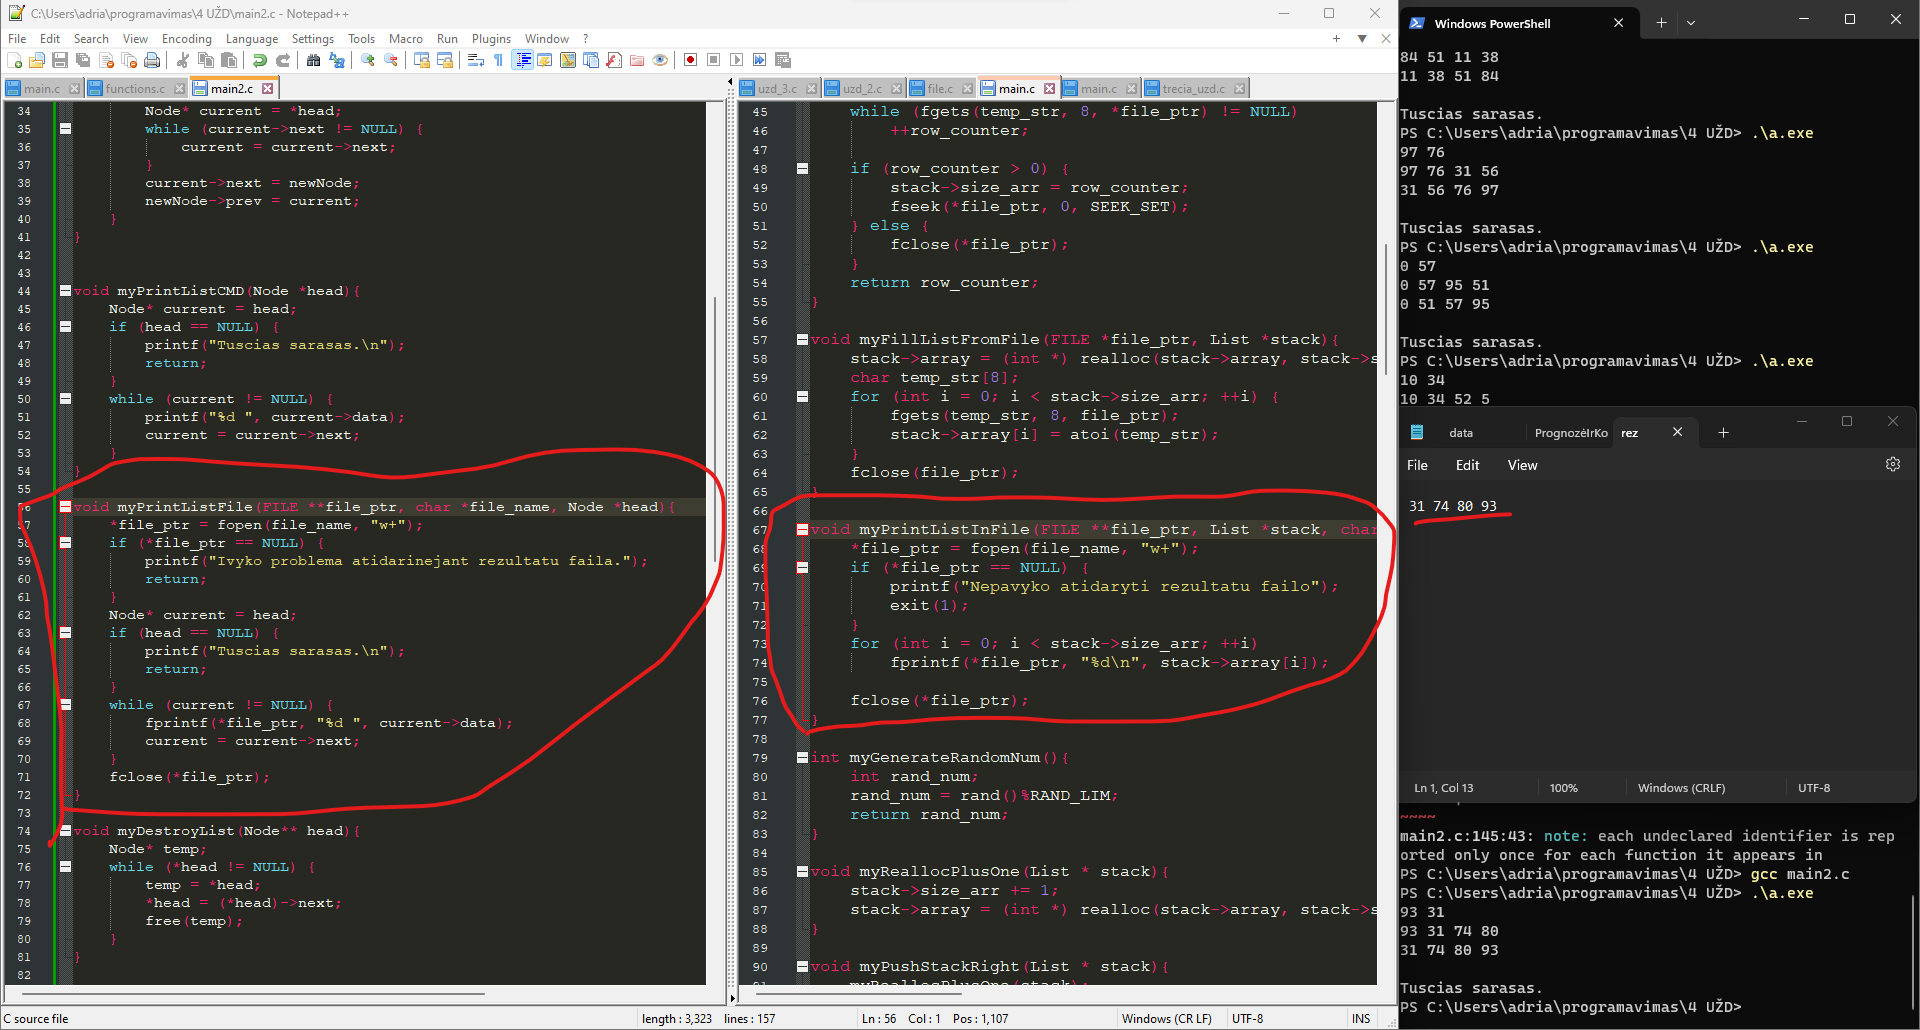 C:\Users\adria\programavimas\4 UŽD\main2.c - Notepad++
File Edit Search View Encoding Language Settings Tools Macro Run Plugins Window ?
main.c functions.c main2.c
34 Node* current = *head;
35 while (current->next != NULL) {
36 current = current->next;
37 }
38 current->next = newNode;
39 newNode->prev = current;
40 }
41 }
42
43
44 void myPrintListCMD(Node *head){
45 Node* current = head;
46 if (head == NULL) {
47 printf("Tuscias sarasas.\n");
48 return;
49 }
50 while (current != NULL) {
51 printf("%d ", current->data);
52 current = current->next;
53 }
54 }
55
56 void myPrintListFile(FILE **file_ptr, char *file_name, Node *head){
57 *file_ptr = fopen(file_name, "w+");
58 if (*file_ptr == NULL) {
59 printf("Ivyko problema atidarinejant rezultatu faila.");
60 return;
61 }
62 Node* current = head;
63 if (head == NULL) {
64 printf("Tuscias sarasas.\n");
65 return;
66 }
67 while (current != NULL) {
68 fprintf(*file_ptr, "%d ", current->data);
69 current = current->next;
70 }
71 fclose(*file_ptr);
72 }
73
74 void myDestroyList(Node** head){
75 Node* temp;
76 while (*head != NULL) {
77 temp = *head;
78 *head = (*head)->next;
79 free(temp);
80 }
81 }
82
uzd_3.c uzd_2.c file.c main.c main.c trecia_uzd.c
45 while (fgets(temp_str, 8, *file_ptr) != NULL)
46 ++row_counter;
47
48 if (row_counter > 0) {
49 stack->size_arr = row_counter;
50 fseek(*file_ptr, 0, SEEK_SET);
51 } else {
52 fclose(*file_ptr);
53 }
54 return row_counter;
55 }
56
57 void myFillListFromFile(FILE *file_ptr, List *stack){
58 stack->array = (int *) realloc(stack->array, stack->s
59 char temp_str[8];
60 for (int i = 0; i < stack->size_arr; ++i) {
61 fgets(temp_str, 8, file_ptr);
62 stack->array[i] = atoi(temp_str);
63 }
64 fclose(file_ptr);
65 }
66
67 void myPrintListInFile(FILE **file_ptr, List *stack, char
68 *file_ptr = fopen(file_name, "w+");
69 if (*file_ptr == NULL) {
70 printf("Nepavyko atidaryti rezultatu failo");
71 exit(1);
72 }
73 for (int i = 0; i < stack->size_arr; ++i)
74 fprintf(*file_ptr, "%d\n", stack->array[i]);
75
76 fclose(*file_ptr);
77 }
78
79 int myGenerateRandomNum(){
80 int rand_num;
81 rand_num = rand()%RAND_LIM;
82 return rand_num;
83 }
84
85 void myReallocPlusOne(List * stack){
86 stack->size_arr += 1;
87 stack->array = (int *) realloc(stack->array, stack->s
88 }
89
90 void myPushStackRight(List * stack){
C source file length : 3,323 lines : 157 Ln : 56 Col : 1 Pos : 1,107 Windows (CR LF) UTF-8 INS
Windows PowerShell
84 51 11 38
11 38 51 84
Tuscias sarasas.
PS C:\Users\adria\programavimas\4 UŽD> .\a.exe
97 76
97 76 31 56
31 56 76 97
Tuscias sarasas.
PS C:\Users\adria\programavimas\4 UŽD> .\a.exe
0 57
0 57 95 51
0 51 57 95
Tuscias sarasas.
PS C:\Users\adria\programavimas\4 UŽD> .\a.exe
10 34
10 34 52 5
data PrognozėIrKo rez
File Edit View
31 74 80 93
Ln 1, Col 13 100% Windows (CRLF) UTF-8
~~~~
main2.c:145:43: note: each undeclared identifier is rep
orted only once for each function it appears in
PS C:\Users\adria\programavimas\4 UŽD> gcc main2.c
PS C:\Users\adria\programavimas\4 UŽD> .\a.exe
93 31
93 31 74 80
31 74 80 93
Tuscias sarasas.
PS C:\Users\adria\programavimas\4 UŽD>